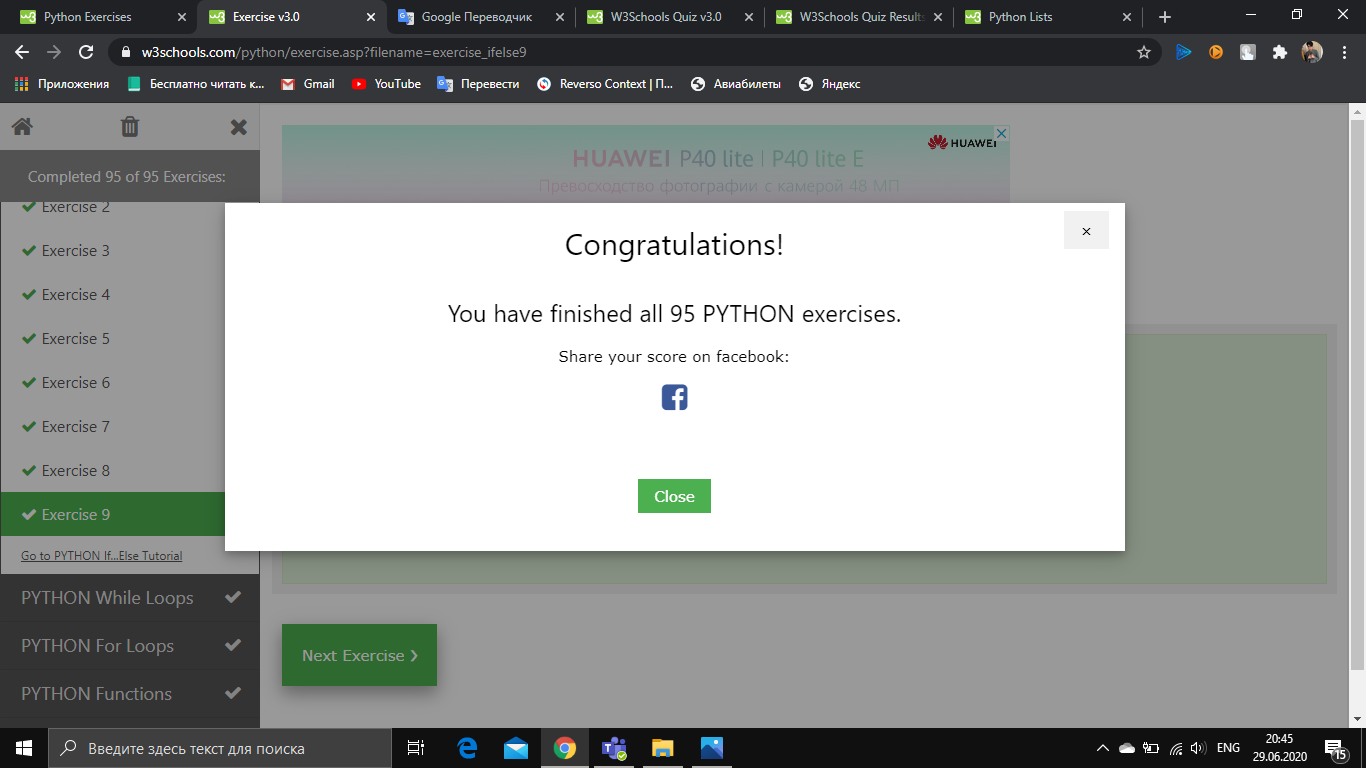 Python Exercises
Exercise v3.0
Google Переводчик
W3Schools Quiz v3.0
W3Schools Quiz Results
Python Lists
w3schools.com/python/exercise.asp?filename=exercise_ifelse9
Приложения
Бесплатно читать к...
Gmail
YouTube
Перевести
Reverso Context | П...
Авиабилеты
Яндекс
HUAWEI P40 lite | P40 lite E
HUAWEI
Превосходство фотографии с камерой 48 МП
Completed 95 of 95 Exercises:
Exercise 2
Exercise 3
Exercise 4
Exercise 5
Exercise 6
Exercise 7
Exercise 8
Exercise 9
Go to PYTHON If...Else Tutorial
PYTHON While Loops
PYTHON For Loops
PYTHON Functions
Congratulations!
You have finished all 95 PYTHON exercises.
Share your score on facebook:
Close
Next Exercise ❯
Введите здесь текст для поиска
ENG
20:45
29.06.2020
15